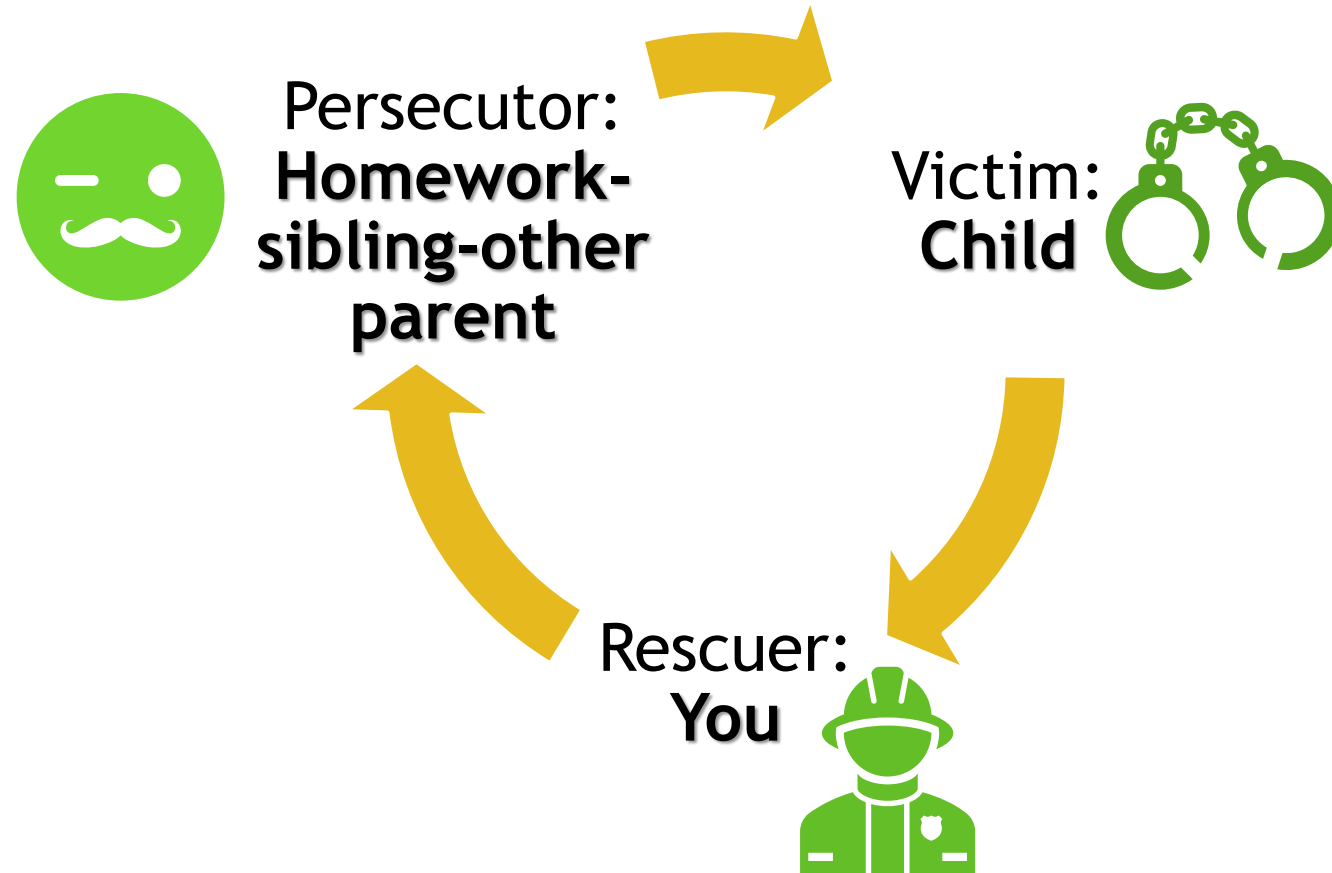 Persecutor:
Homework-
sibling-other
parent
Victim:
Child
Rescuer:
You